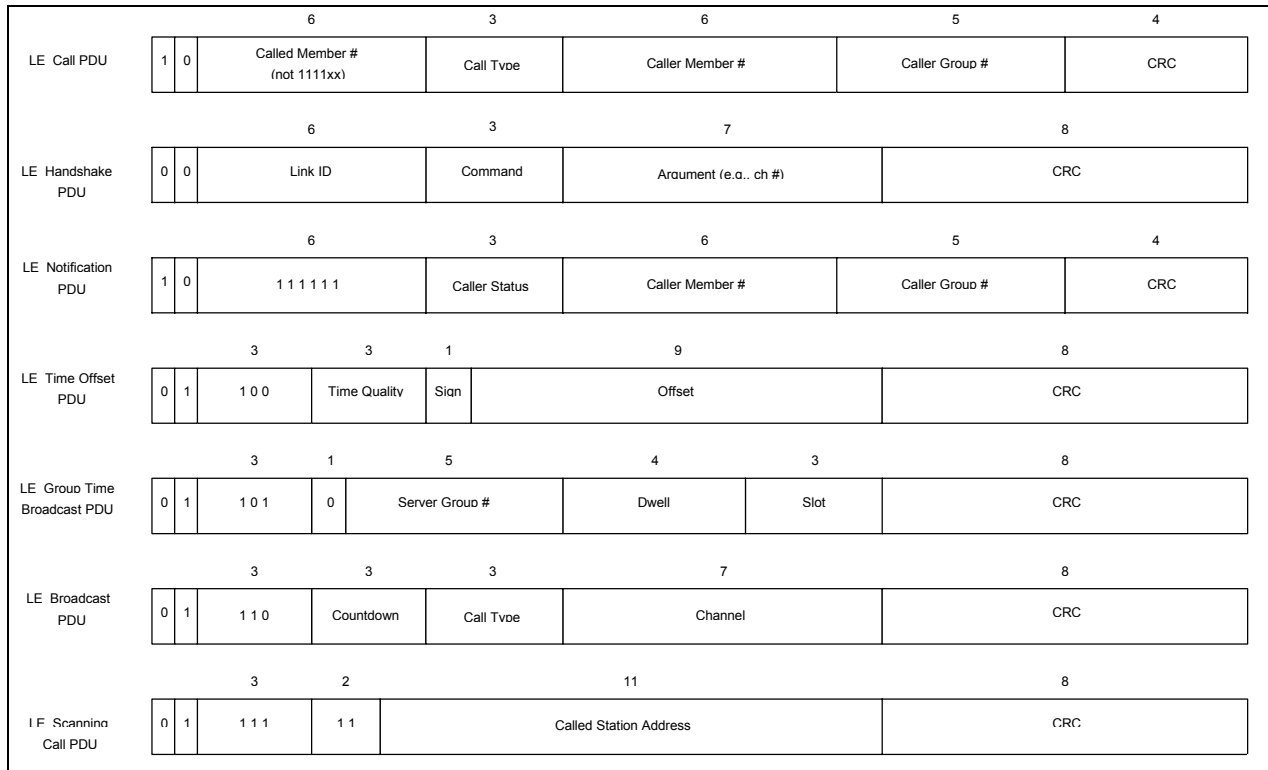 6 3 6 5 4
LE Call PDU 1 0 Called Member # (not 1111xx) Call Type Caller Member # Caller Group # CRC
6 3 7 8
LE Handshake PDU 0 0 Link ID Command Argument (e.g., ch #) CRC
6 3 6 5 4
LE Notification PDU 1 0 1 1 1 1 1 1 Caller Status Caller Member # Caller Group # CRC
3 3 1 9 8
LE Time Offset PDU 0 1 1 0 0 Time Quality Sign Offset CRC
3 1 5 4 3 8
LE Group Time Broadcast PDU 0 1 1 0 1 0 Server Group # Dwell Slot CRC
3 3 3 7 8
LE Broadcast PDU 0 1 1 1 0 Countdown Call Type Channel CRC
3 2 11 8
LE Scanning Call PDU 0 1 1 1 1 1 1 Called Station Address CRC